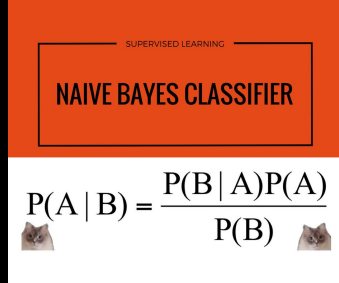 SUPERVISED LEARNING
NAIVE BAYES CLASSIFIER
P(A | B) = P(B | A)P(A) / P(B)